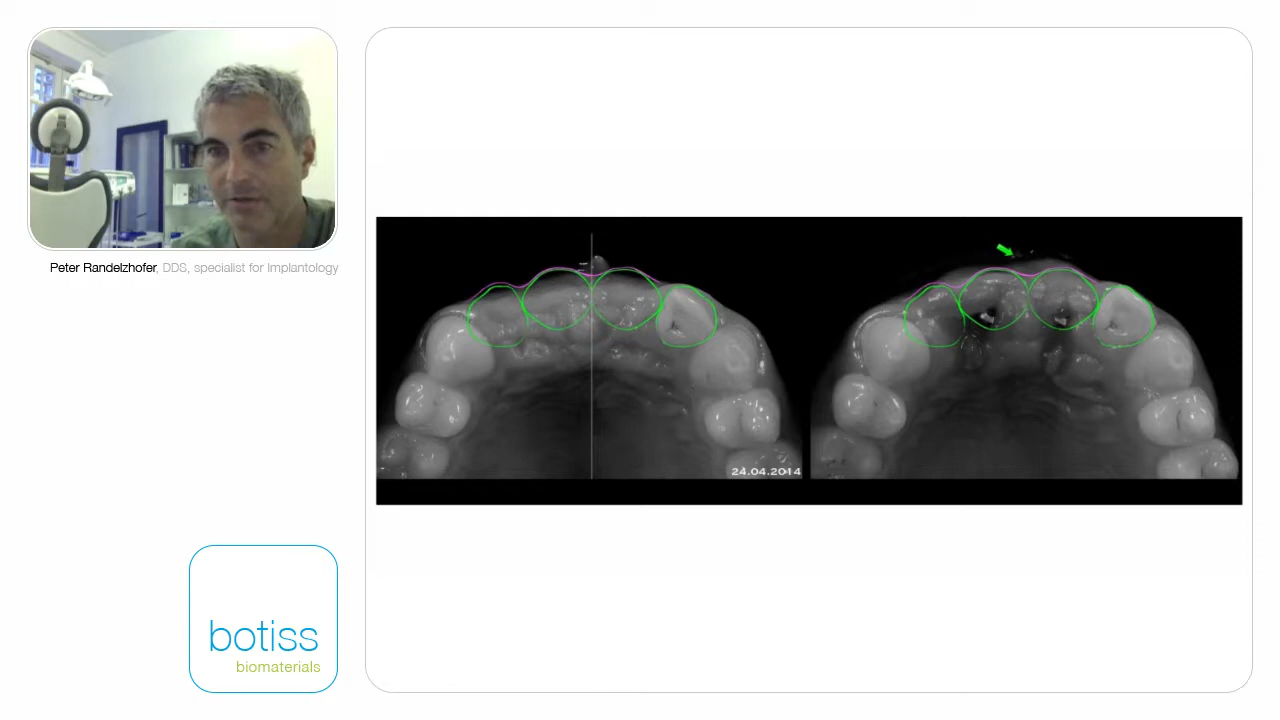 Peter Randelzhofer, DDS, specialist for Implantology
24.04.2014
botiss
biomaterials